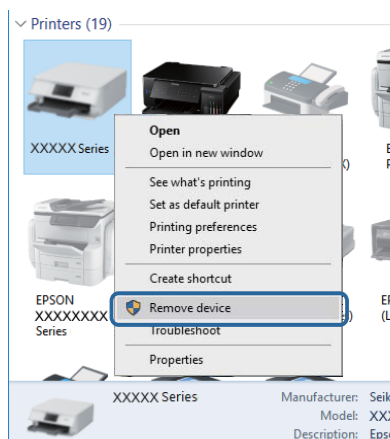 Printers (19)
XXXXX Series
Open
Open in new window
See what's printing
Set as default printer
Printing preferences
Printer properties
Create shortcut
Remove device
Troubleshoot
Properties
EPSON
XXXXXXXX
Series
XXXXX Series
Manufacturer:
Model:
Description: